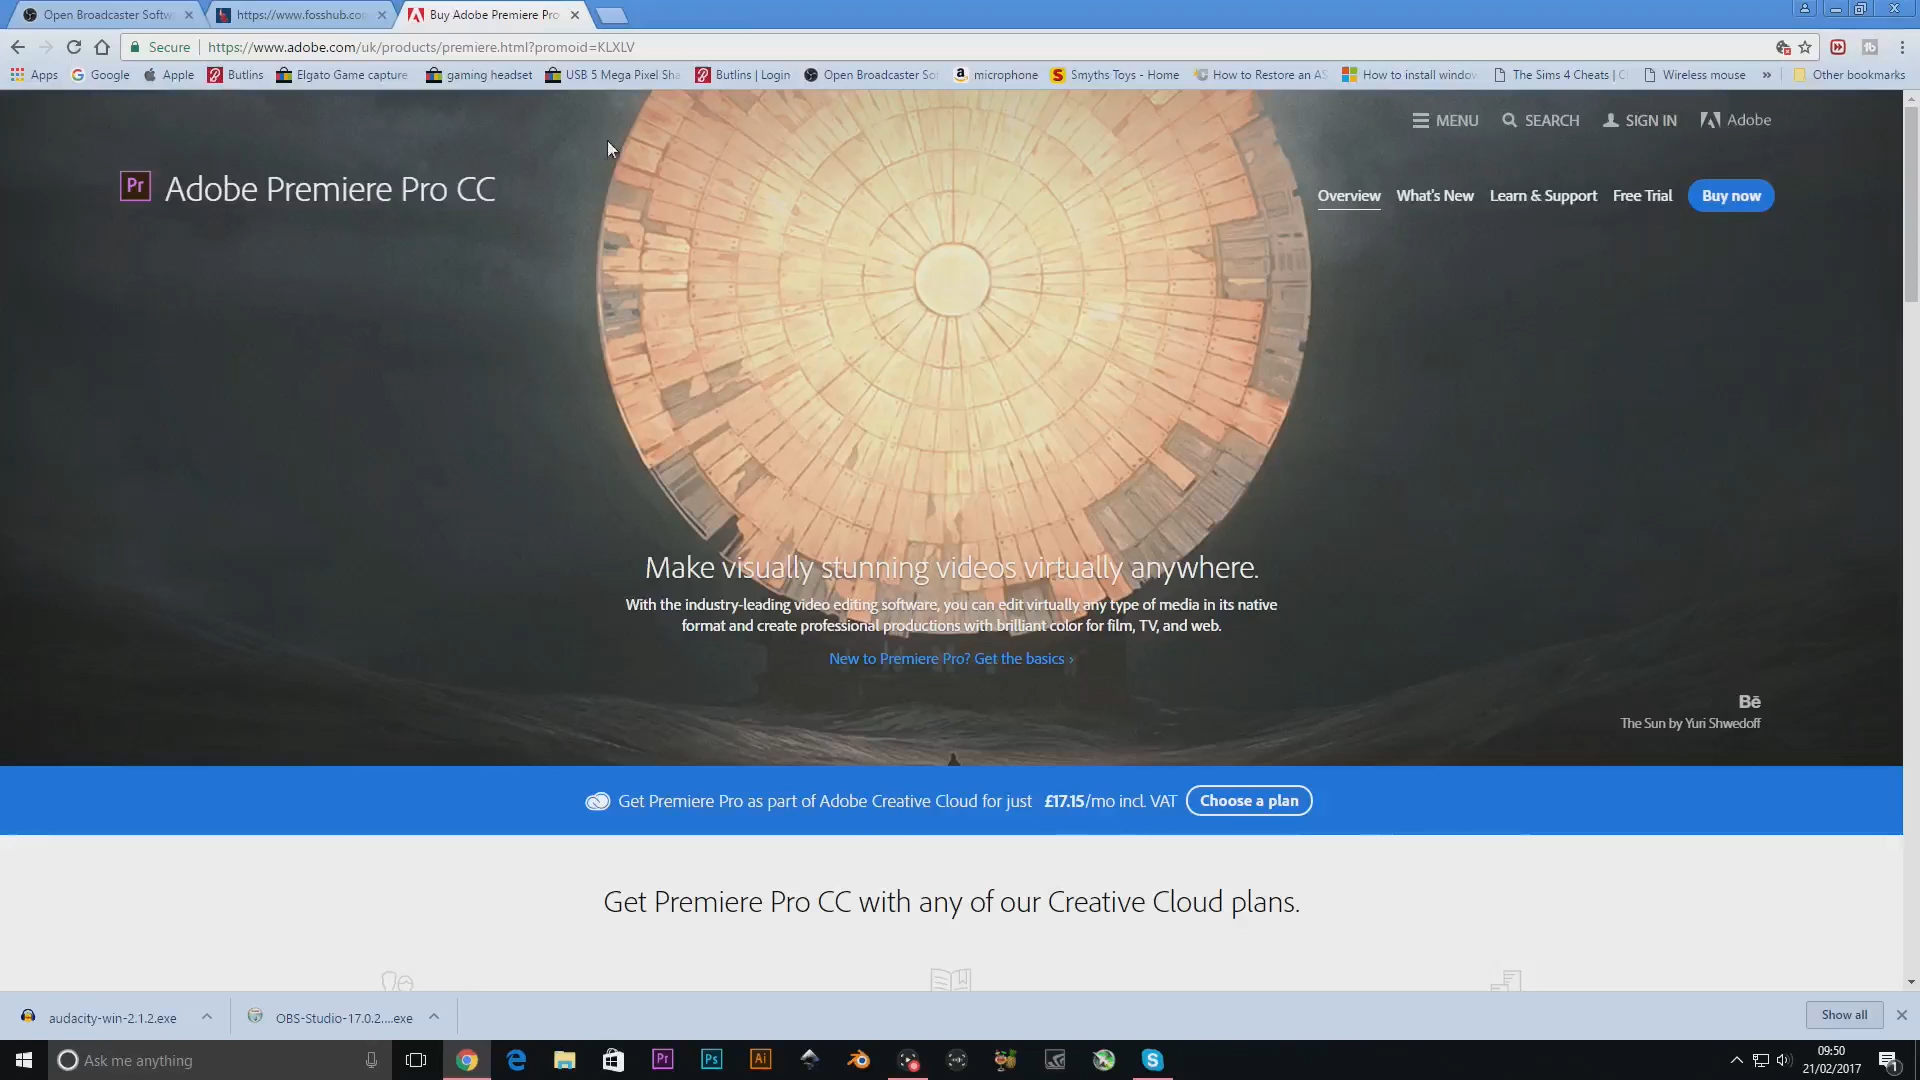 Open Broadcaster Softw
https://www.fosshub.co
Buy Adobe Premiere Pro
Secure
https://www.adobe.com/uk/products/premiere.html?promoid=KLXLV
Apps
Google
Apple
Butlins
Elgato Game capture
gaming headset
USB 5 Mega Pixel Sha
Butlins | Login
Open Broadcaster So
microphone
Smyths Toys - Home
How to Restore an AS
How to install window
The Sims 4 Cheats | C
Wireless mouse
»
Other bookmarks
MENU
SEARCH
SIGN IN
Adobe
Pr
Adobe Premiere Pro CC
Overview
What's New
Learn & Support
Free Trial
Buy now
Make visually stunning videos virtually anywhere.
With the industry-leading video editing software, you can edit virtually any type of media in its native
format and create professional productions with brilliant color for film, TV, and web.
New to Premiere Pro? Get the basics ›
Bē
The Sun by Yuri Shwedoff
Get Premiere Pro as part of Adobe Creative Cloud for just £17.15/mo incl. VAT
Choose a plan
Get Premiere Pro CC with any of our Creative Cloud plans.
audacity-win-2.1.2.exe
OBS-Studio-17.0.2....exe
Show all
Ask me anything
Pr
Ps
Ai
09:50
21/02/2017
1